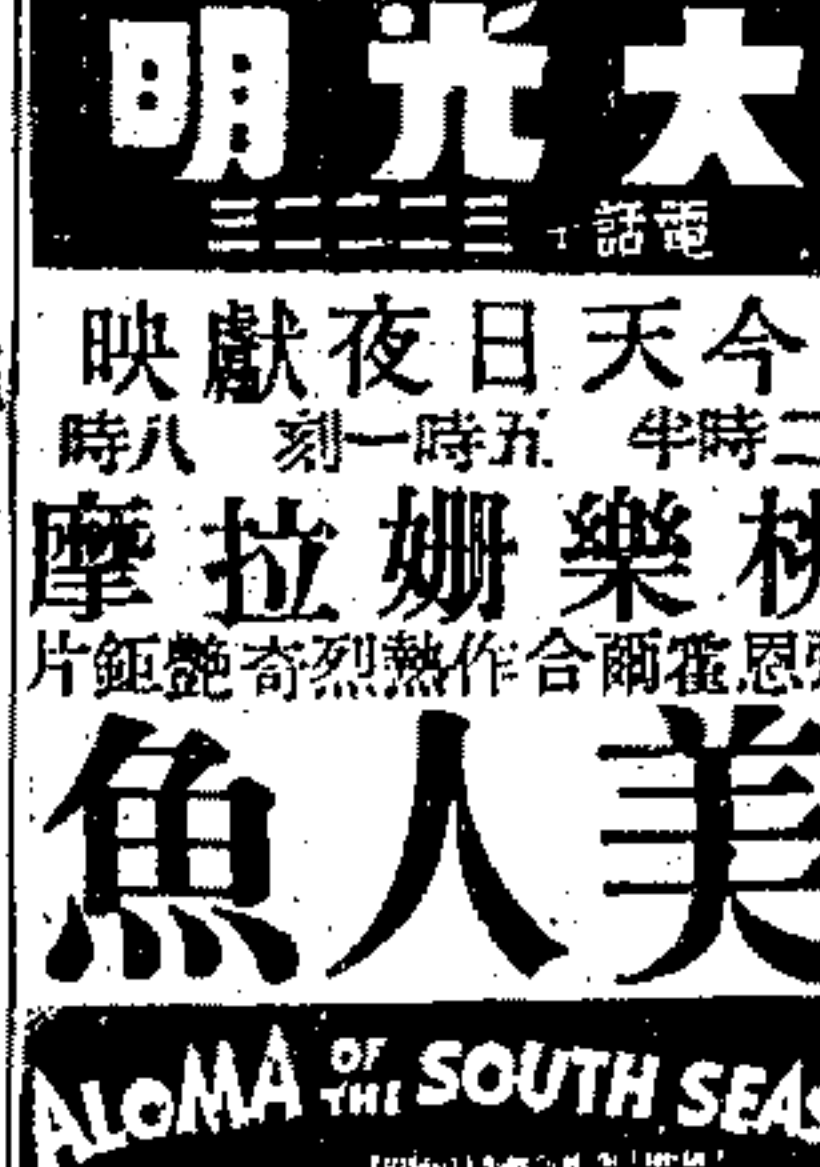 大光明
電話 三二二二三
今天日夜獻映
二時半 五時一刻 八時
桃樂姍拉摩
恩霍爾合作熱烈奇艷鉅片
美人魚
ALOMA OF THE SOUTH SEAS